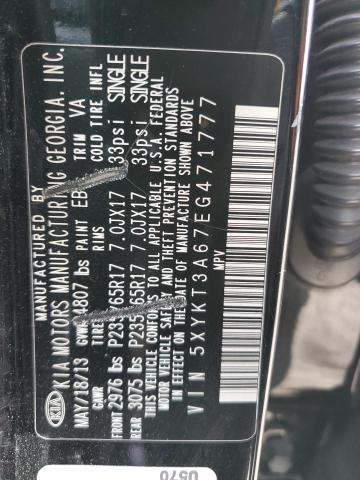 MANUFACTURED BY
KIA KIA MOTORS MANUFACTURING GEORGIA, INC.
MAY/18/13 GVWR 4807 lbs PAINT EB TRIM VA
GAWR TIRE RIMS COLD TIRE INFL
FRONT 2976 lbs P235/65R17 7.0JX17 33psi SINGLE
REAR 3075 lbs P235/65R17 7.0JX17 33psi SINGLE
THIS VEHICLE CONFORMS TO ALL APPLICABLE U.S.A. FEDERAL
MOTOR VEHICLE SAFETY AND THEFT PREVENTION STANDARDS
IN EFFECT ON THE DATE OF MANUFACTURE SHOWN ABOVE
VIN 5XYKT3A67EG471777
MPV
0570